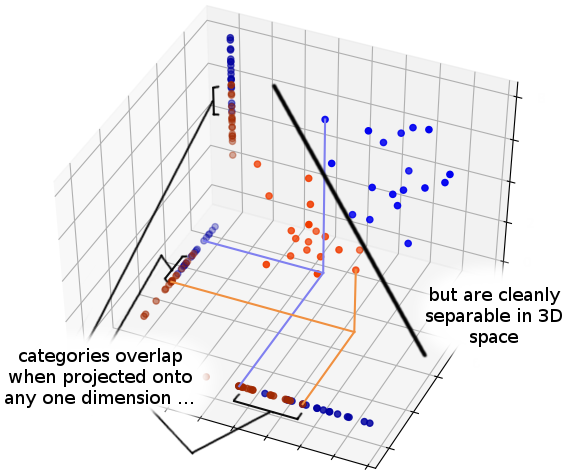 categories overlap
when projected onto
any one dimension ...
but are cleanly
separable in 3D
space